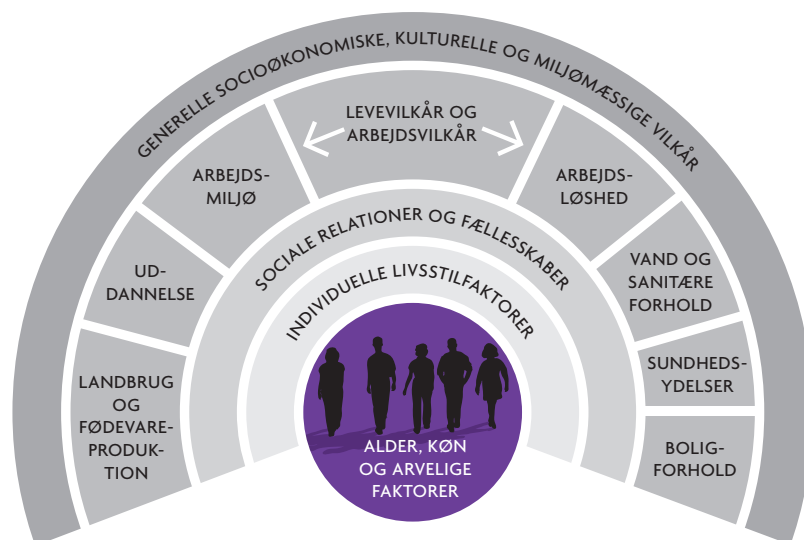 GENERELLE SOCIOØKONOMISKE, KULTURELLE OG MILJØMÆSSIGE VILKÅR
LEVEVILKÅR OG
ARBEJDSVILKÅR
ARBEJDS-
MILJØ
ARBEJDS-
LØSHED
UD-
DANNELSE
VAND OG
SANITÆRE
FORHOLD
LANDBRUG
OG
FØDEVARE-
PRODUK-
TION
SUNDHEDS-
YDELSER
BOLIG-
FORHOLD
SOCIALE RELATIONER OG FÆLLESSKABER
INDIVIDUELLE LIVSSTILFAKTORER
ALDER, KØN
OG ARVELIGE
FAKTORER